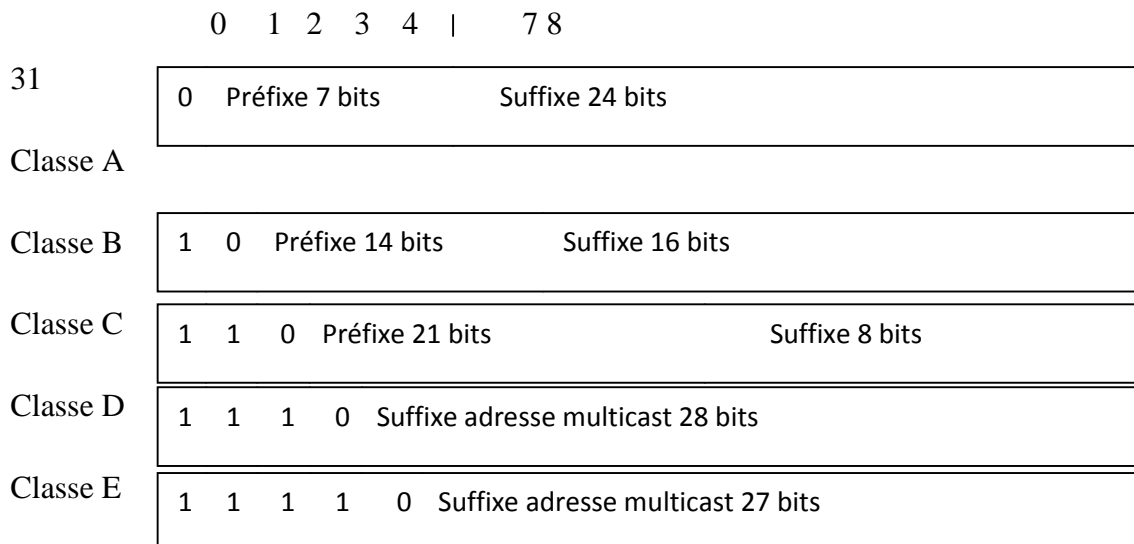 0 1 2 3 4 | 7 8
31
0 Préfixe 7 bits Suffixe 24 bits
Classe A
Classe B 1 0 Préfixe 14 bits Suffixe 16 bits
Classe C 1 1 0 Préfixe 21 bits Suffixe 8 bits
Classe D 1 1 1 0 Suffixe adresse multicast 28 bits
Classe E 1 1 1 1 0 Suffixe adresse multicast 27 bits